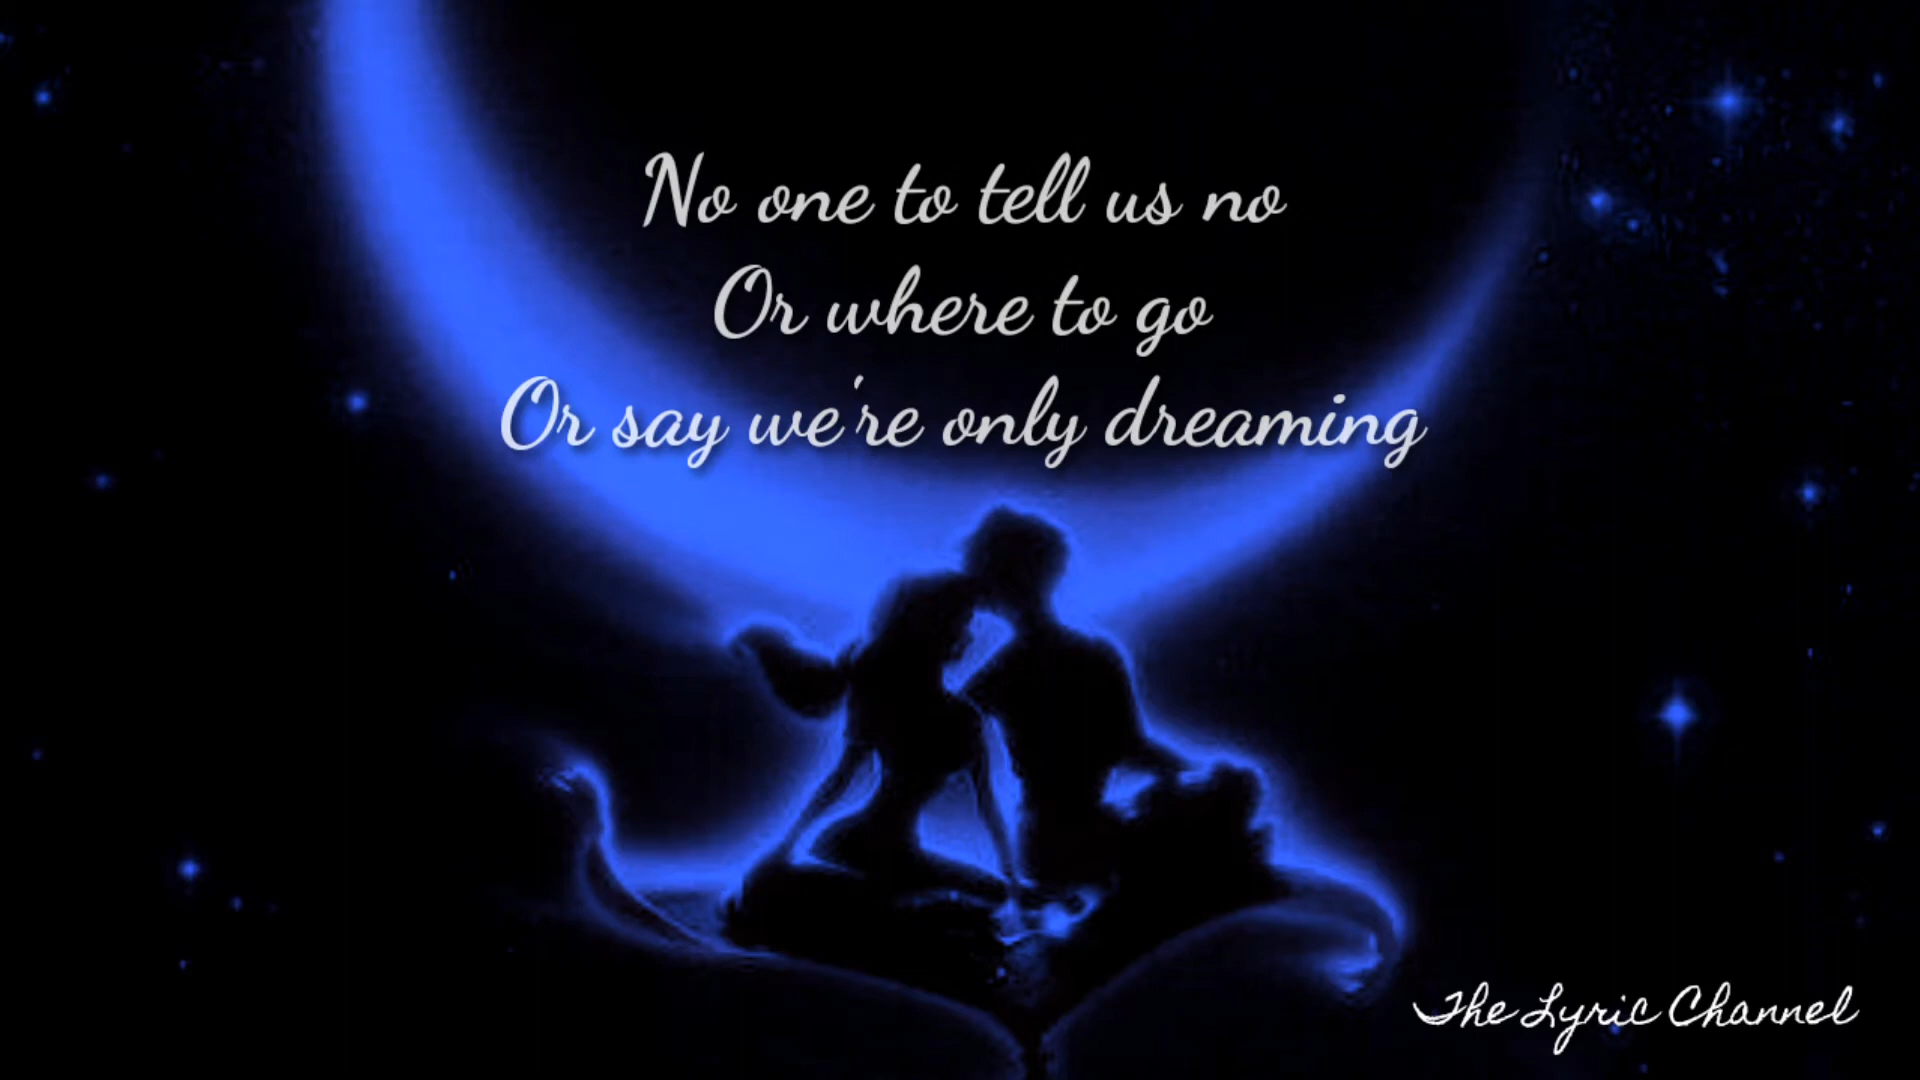 No one to tell us no
Or where to go
Or say we're only dreaming
The Lyric Channel